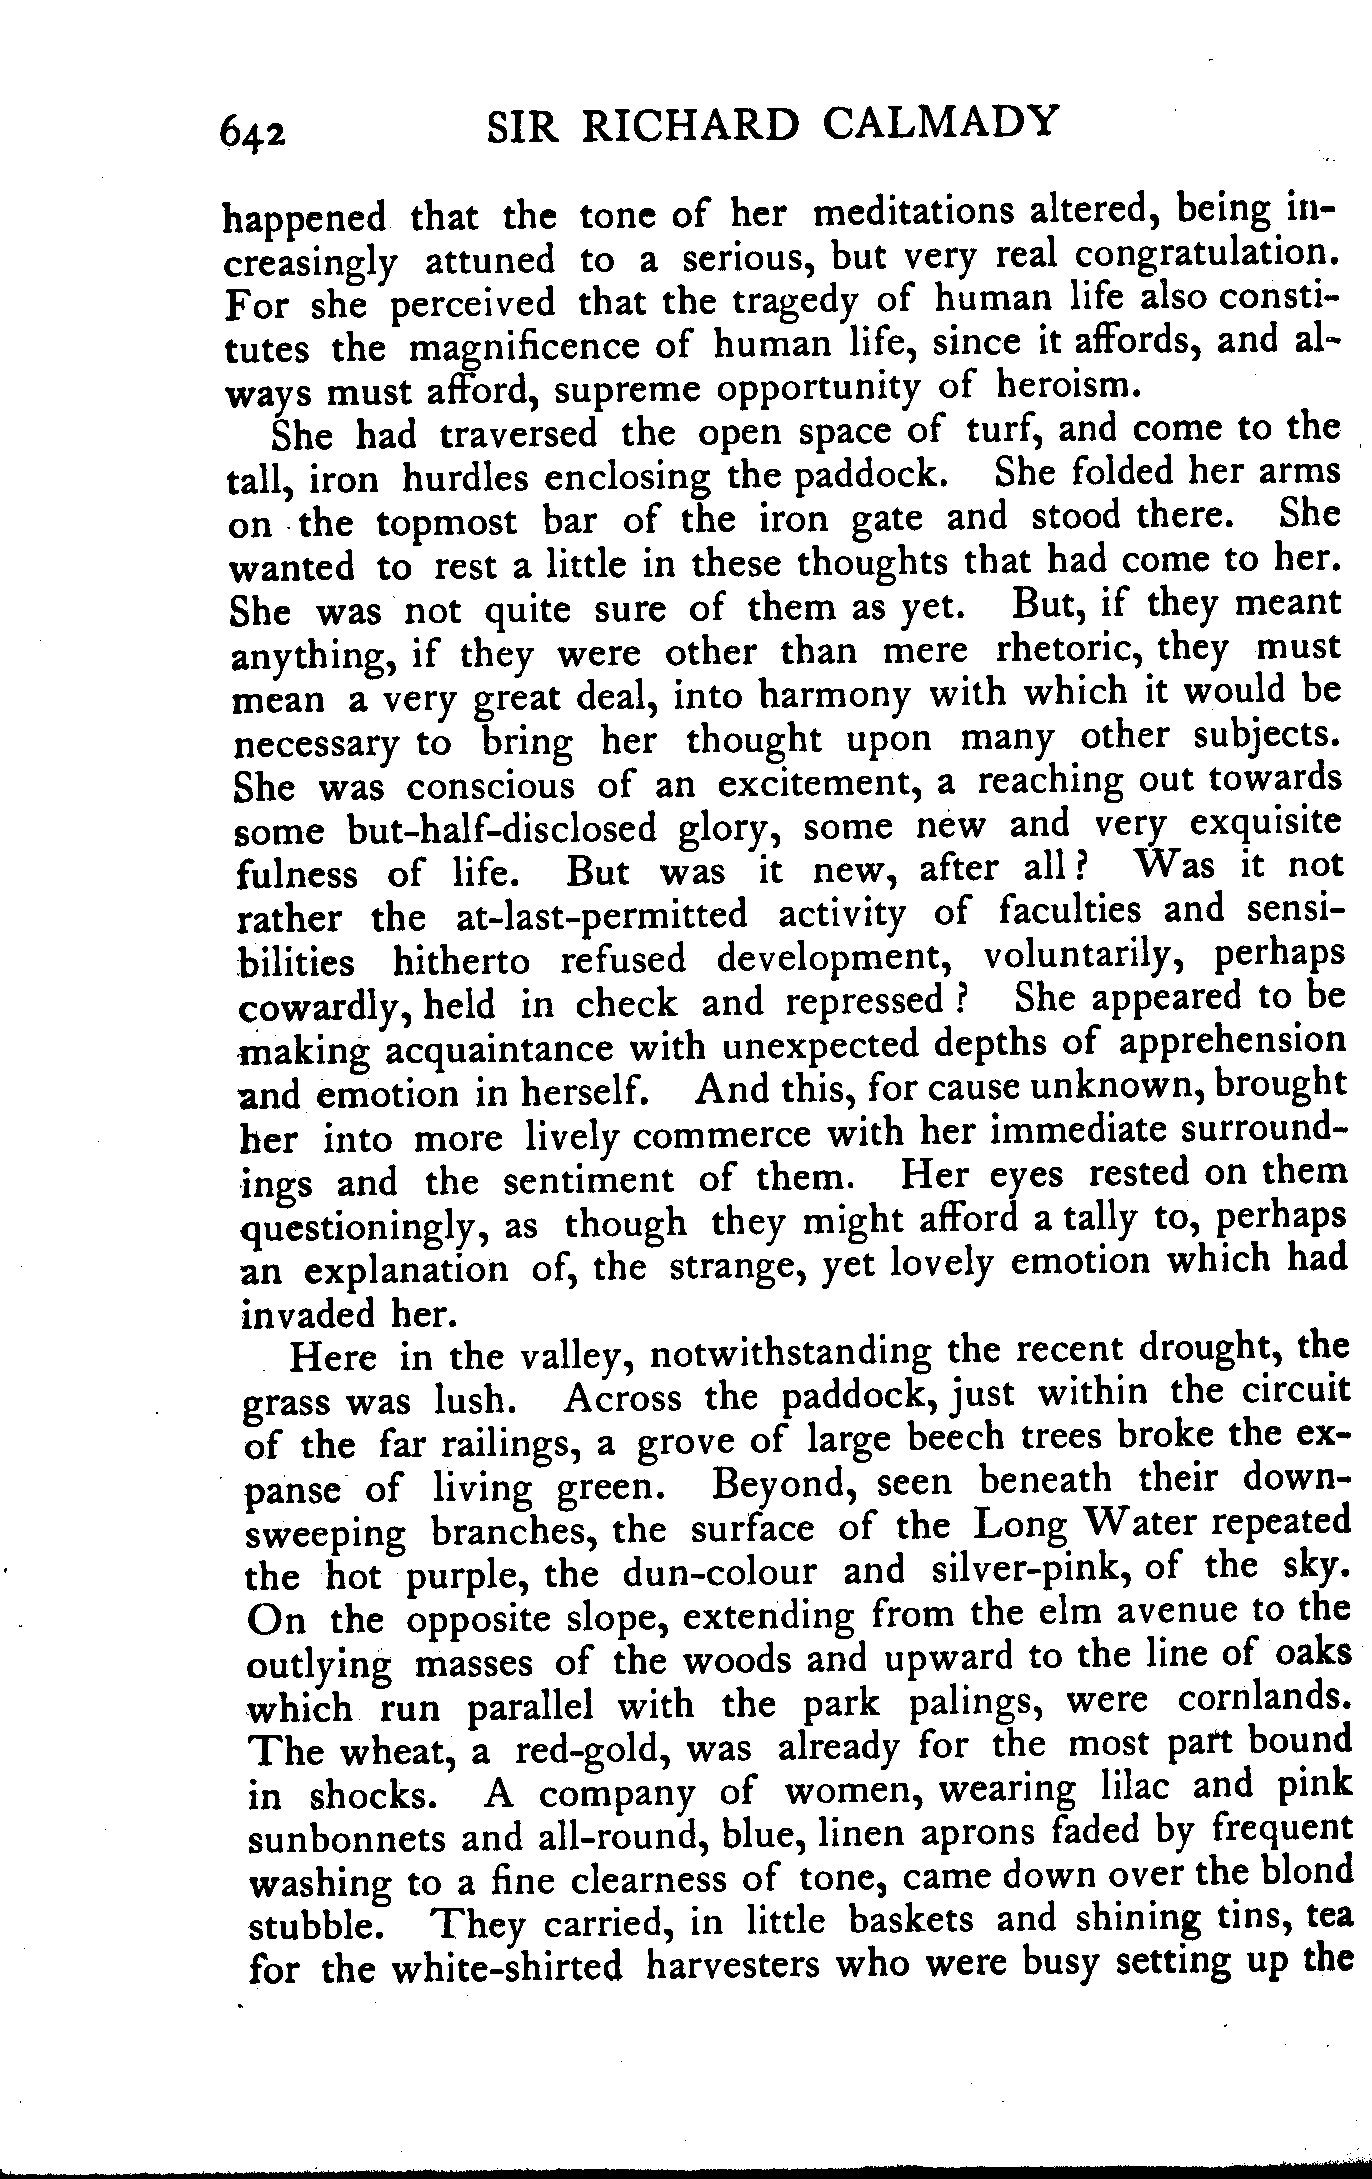 642 SIR RICHARD CALMADY
happened that the tone of her meditations altered, being in-
creasingly attuned to a serious, but very real congratulation.
For she perceived that the tragedy of human life also consti-
tutes the magnificence of human life, since it affords, and al-
ways must afford, supreme opportunity of heroism.
She had traversed the open space of turf, and come to the
tall, iron hurdles enclosing the paddock. She folded her arms
on the topmost bar of the iron gate and stood there. She
wanted to rest a little in these thoughts that had come to her.
She was not quite sure of them as yet. But, if they meant
anything, if they were other than mere rhetoric, they must
mean a very great deal, into harmony with which it would be
necessary to bring her thought upon many other subjects.
She was conscious of an excitement, a reaching out towards
some but-half-disclosed glory, some new and very exquisite
fulness of life. But was it new, after all? Was it not
rather the at-last-permitted activity of faculties and sensi-
bilities hitherto refused development, voluntarily, perhaps
cowardly, held in check and repressed? She appeared to be
making acquaintance with unexpected depths of apprehension
and emotion in herself. And this, for cause unknown, brought
her into more lively commerce with her immediate surround-
ings and the sentiment of them. Her eyes rested on them
questioningly, as though they might afford a tally to, perhaps
an explanation of, the strange, yet lovely emotion which had
invaded her.
Here in the valley, notwithstanding the recent drought, the
grass was lush. Across the paddock, just within the circuit
of the far railings, a grove of large beech trees broke the ex-
panse of living green. Beyond, seen beneath their down-
sweeping branches, the surface of the Long Water repeated
the hot purple, the dun-colour and silver-pink, of the sky.
On the opposite slope, extending from the elm avenue to the
outlying masses of the woods and upward to the line of oaks
which run parallel with the park palings, were cornlands.
The wheat, a red-gold, was already for the most part bound
in shocks. A company of women, wearing lilac and pink
sunbonnets and all-round, blue, linen aprons faded by frequent
washing to a fine clearness of tone, came down over the blond
stubble. They carried, in little baskets and shining tins, tea
for the white-shirted harvesters who were busy setting up the